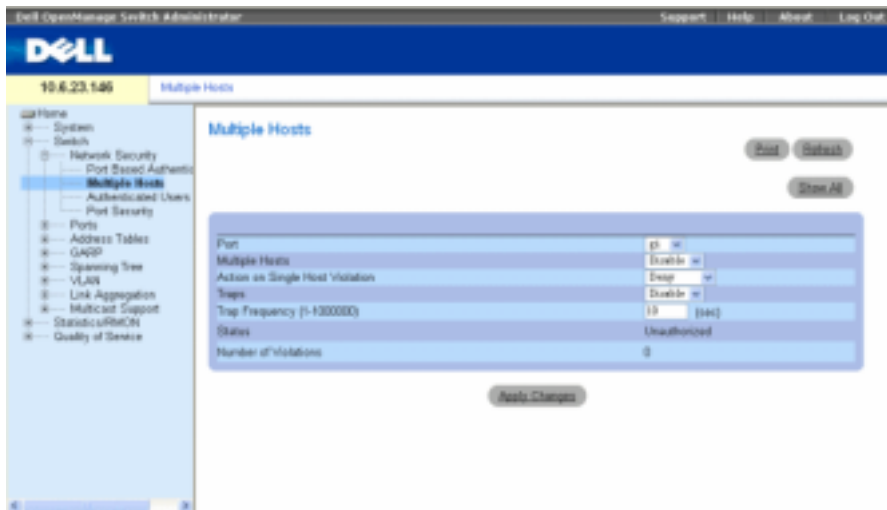 Dell OpenManage Switch Administrator
Support Help About Log Out
DELL
10.6.23.146
Multiple Hosts
Home
System
Switch
Network Security
Port Based Authentic
Multiple Hosts
Authenticated Users
Port Security
Ports
Address Tables
GARP
Spanning Tree
VLAN
Link Aggregation
Multicast Support
Statistics/RMON
Quality of Service
Multiple Hosts
Print Refresh
Show All
Port
Multiple Hosts Disable
Action on Single Host Violation
Traps Disable
Trap Frequency (1-1000000) 10 (sec)
Status Unauthorized
Number of Violations 0
Apply Changes